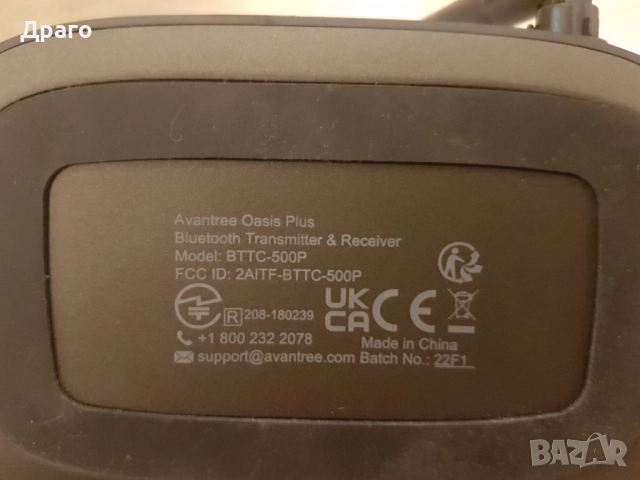 Драго
Avantree Oasis Plus
Bluetooth Transmitter & Receiver
Model: BTTC-500P
FCC ID: 2AITF-BTTC-500P
R 208-180239
UK
CA CE
+1 800 232 2078
Made in China
support@avantree.com Batch No.: 22F1
BAZAR